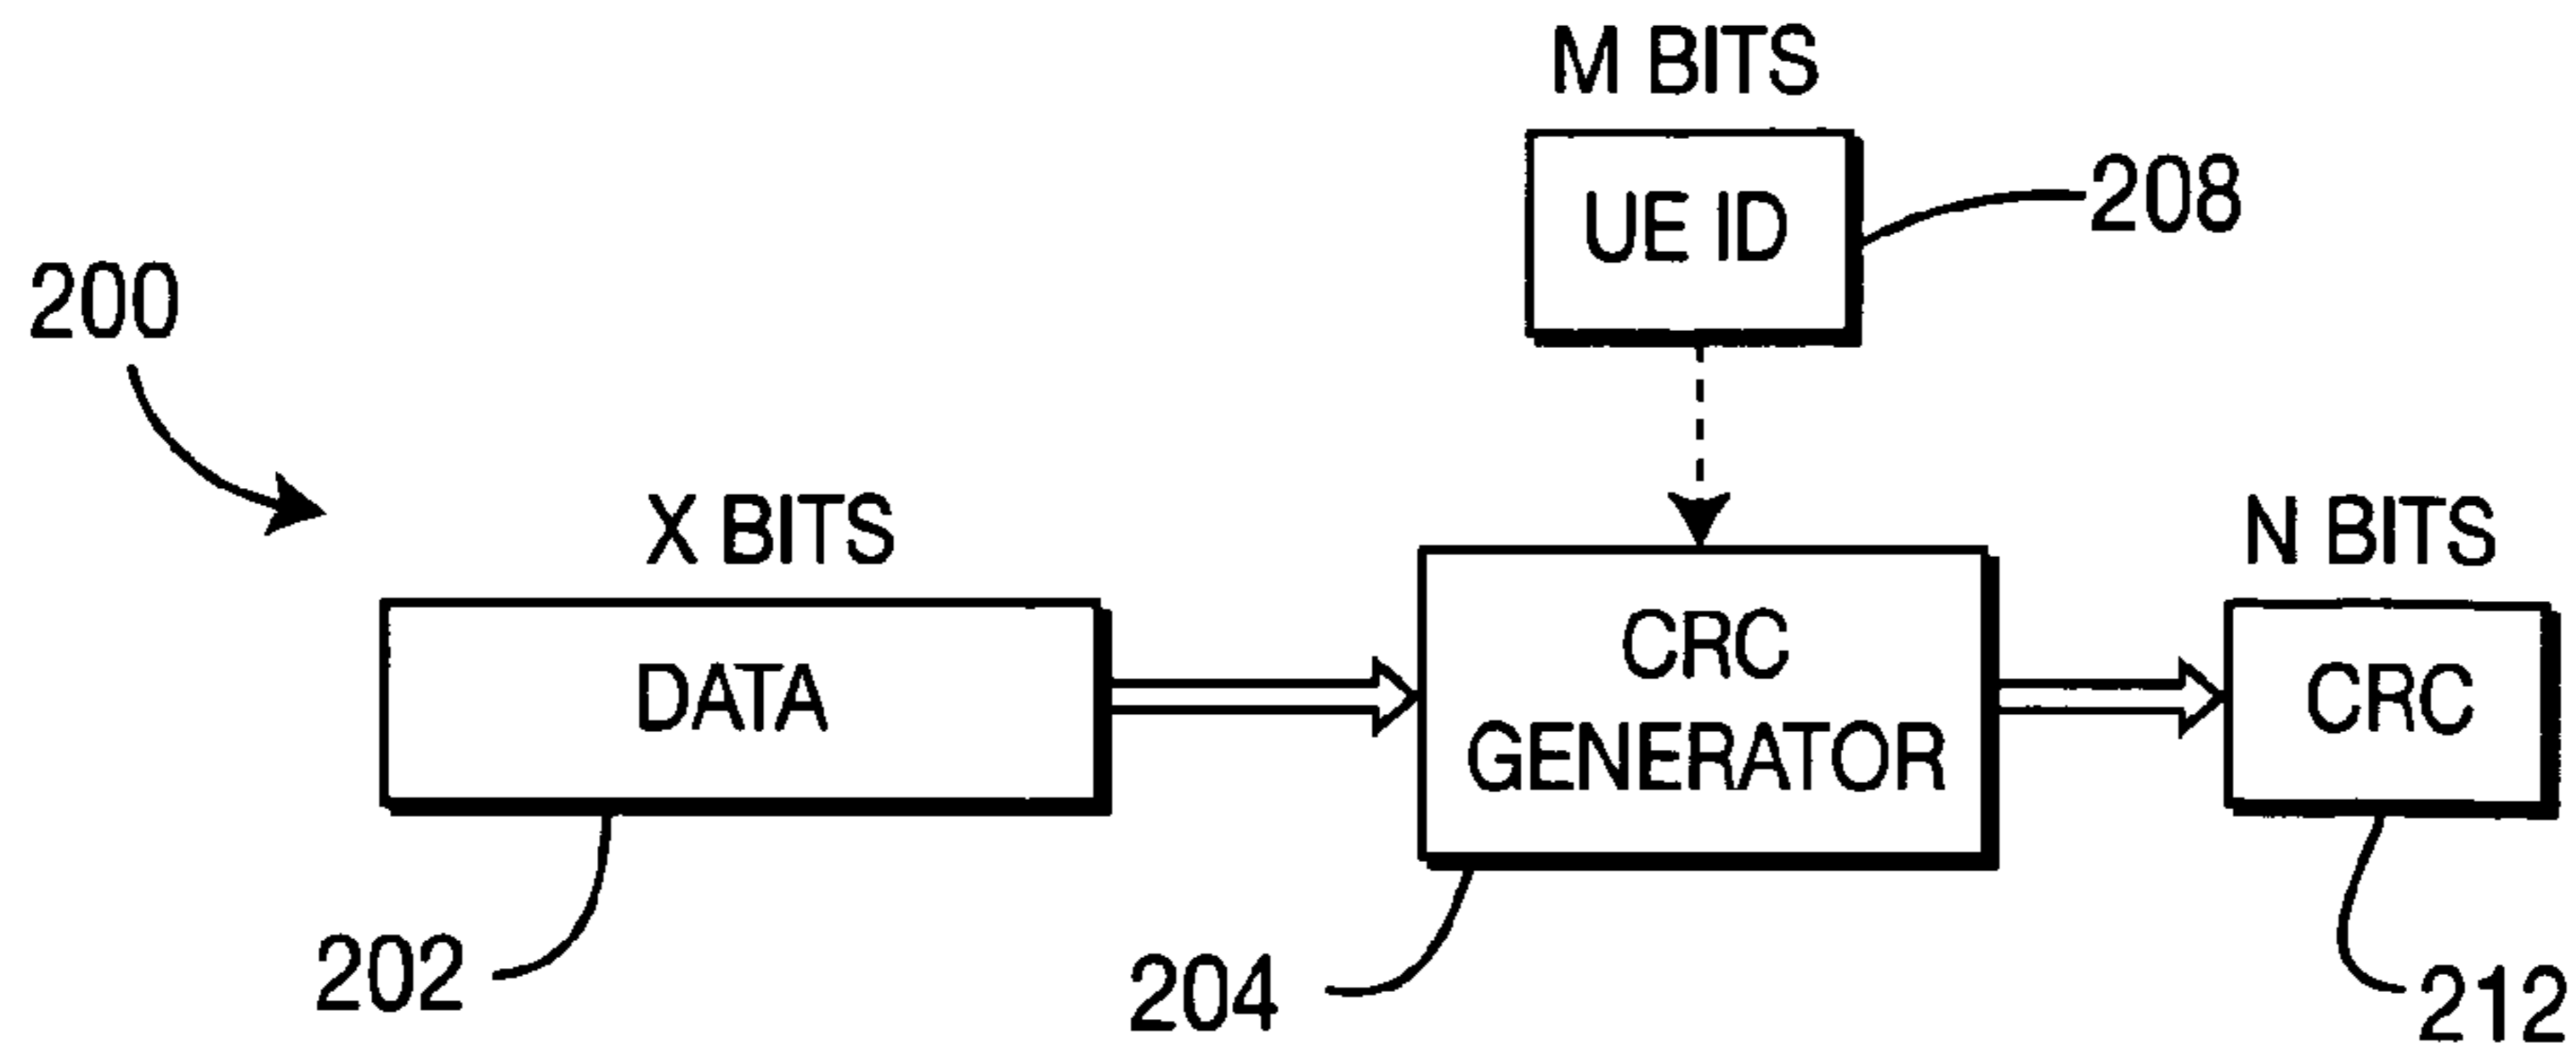 M BITS
UE ID
208
200
X BITS
N BITS
DATA
CRC
GENERATOR
CRC
202
204
212